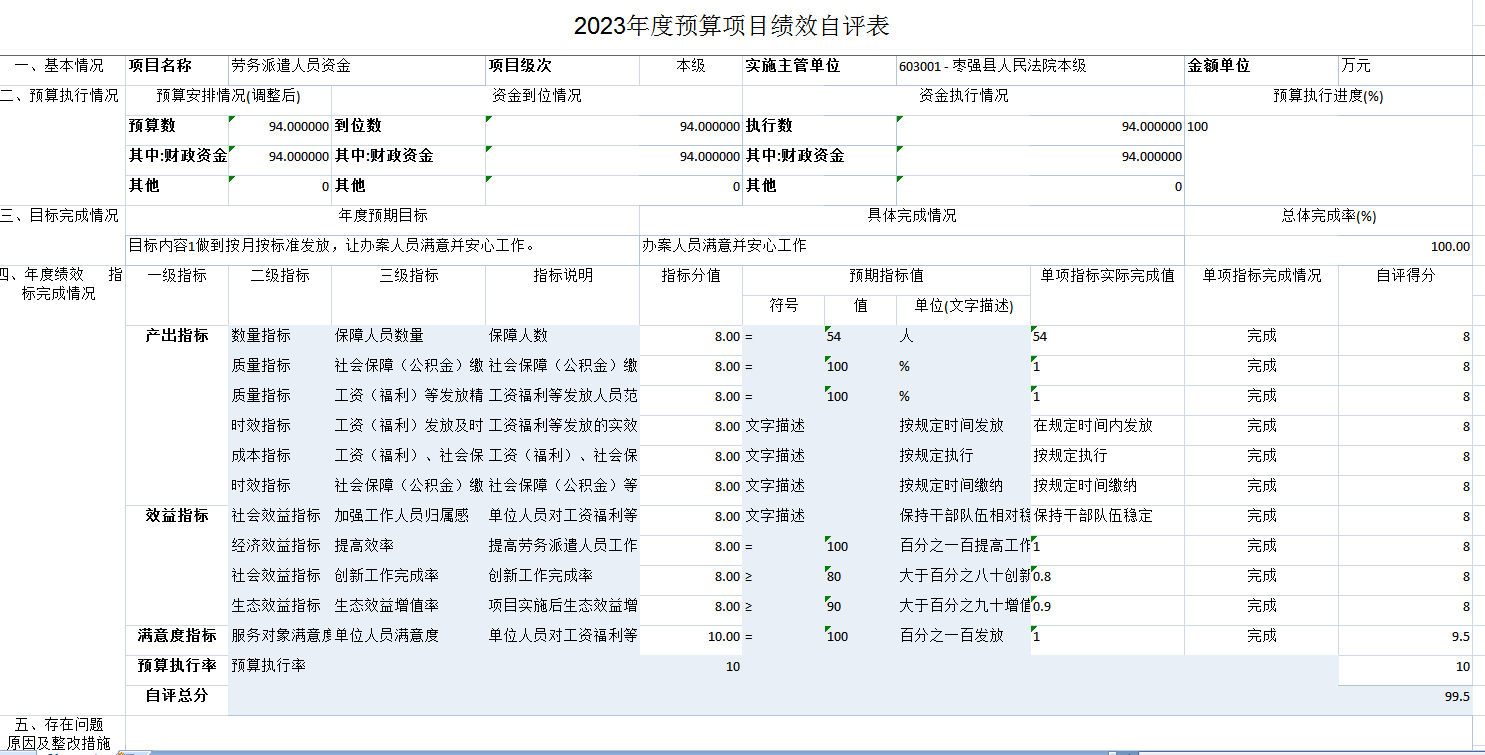 2023年度预算项目绩效自评表
一、基本情况 项目名称 劳务派遣人员资金 项目级次 本级 实施主管单位 603001 - 枣强县人民法院本级 金额单位 万元
二、预算执行情况 预算安排情况(调整后) 资金到位情况 资金执行情况 预算执行进度(%)
预算数 94.000000 到位数 94.000000 执行数 94.000000 100
其中:财政资金 94.000000 其中:财政资金 94.000000 其中:财政资金 94.000000
其他 0 其他 0 其他 0
三、目标完成情况 年度预期目标 具体完成情况 总体完成率(%)
目标内容1做到按月按标准发放，让办案人员满意并安心工作。 办案人员满意并安心工作 100.00
四、年度绩效 指 一级指标 二级指标 三级指标 指标说明 指标分值 预期指标值 单项指标实际完成值 单项指标完成情况 自评得分
标完成情况
符号 值 单位(文字描述)
产出指标 数量指标 保障人员数量 保障人数 8.00 = 54 人 54 完成 8
质量指标 社会保障（公积金）缴 社会保障（公积金）缴 8.00 = 100 % 1 完成 8
质量指标 工资（福利）等发放精 工资福利等发放人员范 8.00 = 100 % 1 完成 8
时效指标 工资（福利）发放及时 工资福利等发放的实效 8.00 文字描述 按规定时间发放 在规定时间内发放 完成 8
成本指标 工资（福利）、社会保 工资（福利）、社会保 8.00 文字描述 按规定执行 按规定执行 完成 8
时效指标 社会保障（公积金）缴 社会保障（公积金）等 8.00 文字描述 按规定时间缴纳 按规定时间缴纳 完成 8
效益指标 社会效益指标 加强工作人员归属感 单位人员对工资福利等 8.00 文字描述 保持干部队伍相对稳 保持干部队伍稳定 完成 8
经济效益指标 提高效率 提高劳务派遣人员工作 8.00 = 100 百分之一百提高工作 1 完成 8
社会效益指标 创新工作完成率 创新工作完成率 8.00 ≥ 80 大于百分之八十创新 0.8 完成 8
生态效益指标 生态效益增值率 项目实施后生态效益增 8.00 ≥ 90 大于百分之九十增值 0.9 完成 8
满意度指标 服务对象满意度 单位人员满意度 单位人员对工资福利等 10.00 = 100 百分之一百发放 1 完成 9.5
预算执行率 预算执行率 10 10
自评总分 99.5
五、存在问题
原因及整改措施